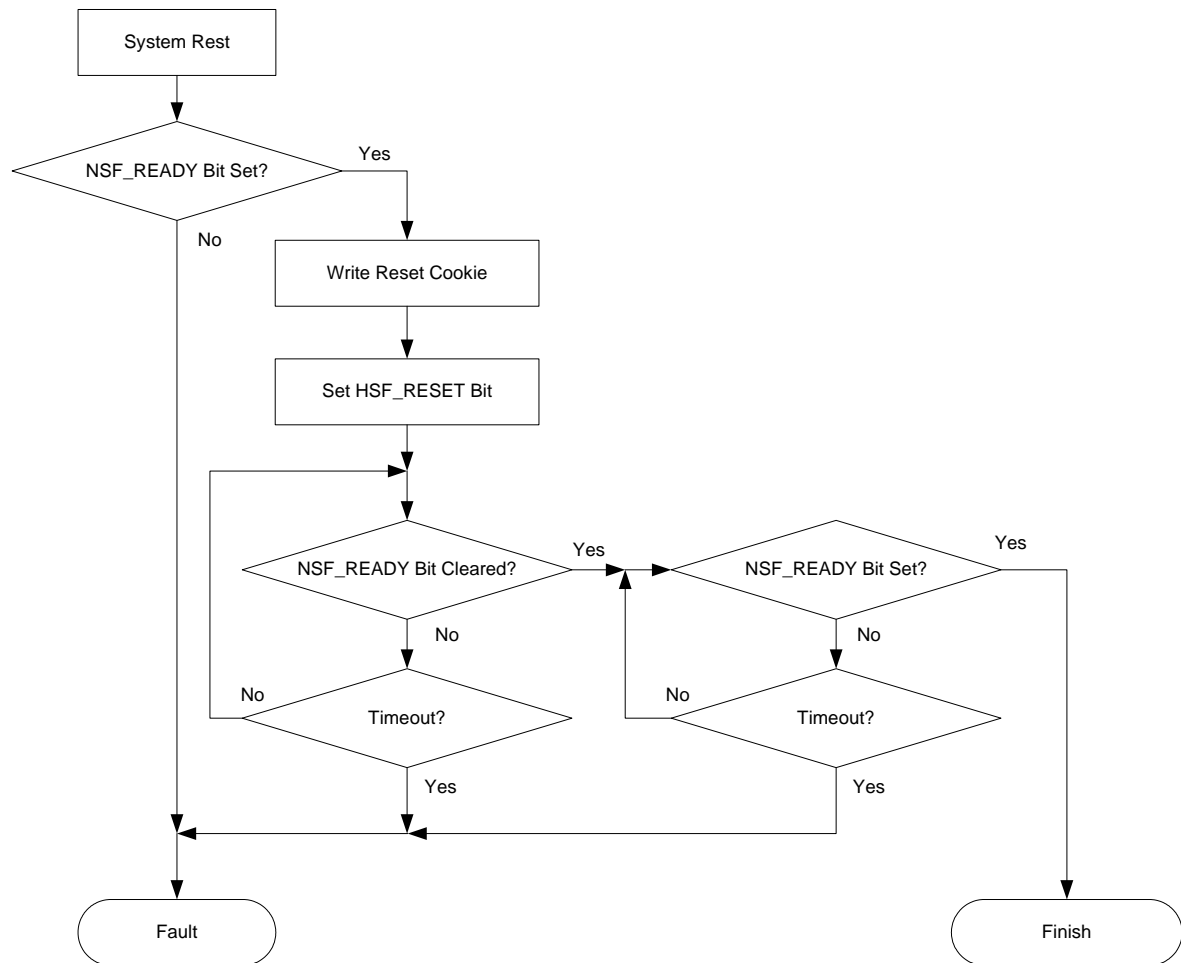 System Rest
NSF_READY Bit Set?
Yes
No
Write Reset Cookie
Set HSF_RESET Bit
NSF_READY Bit Cleared?
Yes
NSF_READY Bit Set?
Yes
No
No
No
Timeout?
No
Timeout?
Yes
Yes
Fault
Finish